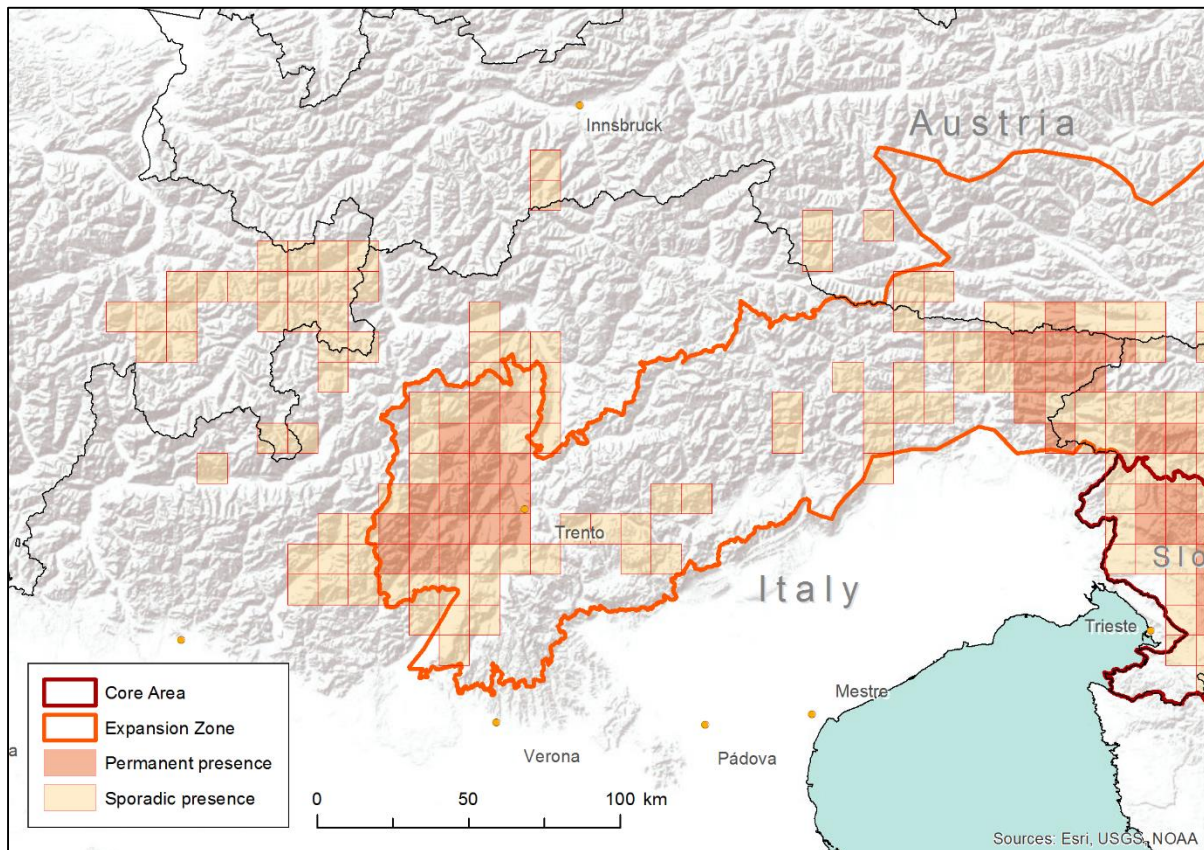 Innsbruck
Austria
Trento
Italy
Slo
Trieste
Mestre
Verona
Pádova
a
Core Area
Expansion Zone
Permanent presence
Sporadic presence
0 50 100 km
Sources: Esri, USGS, NOAA